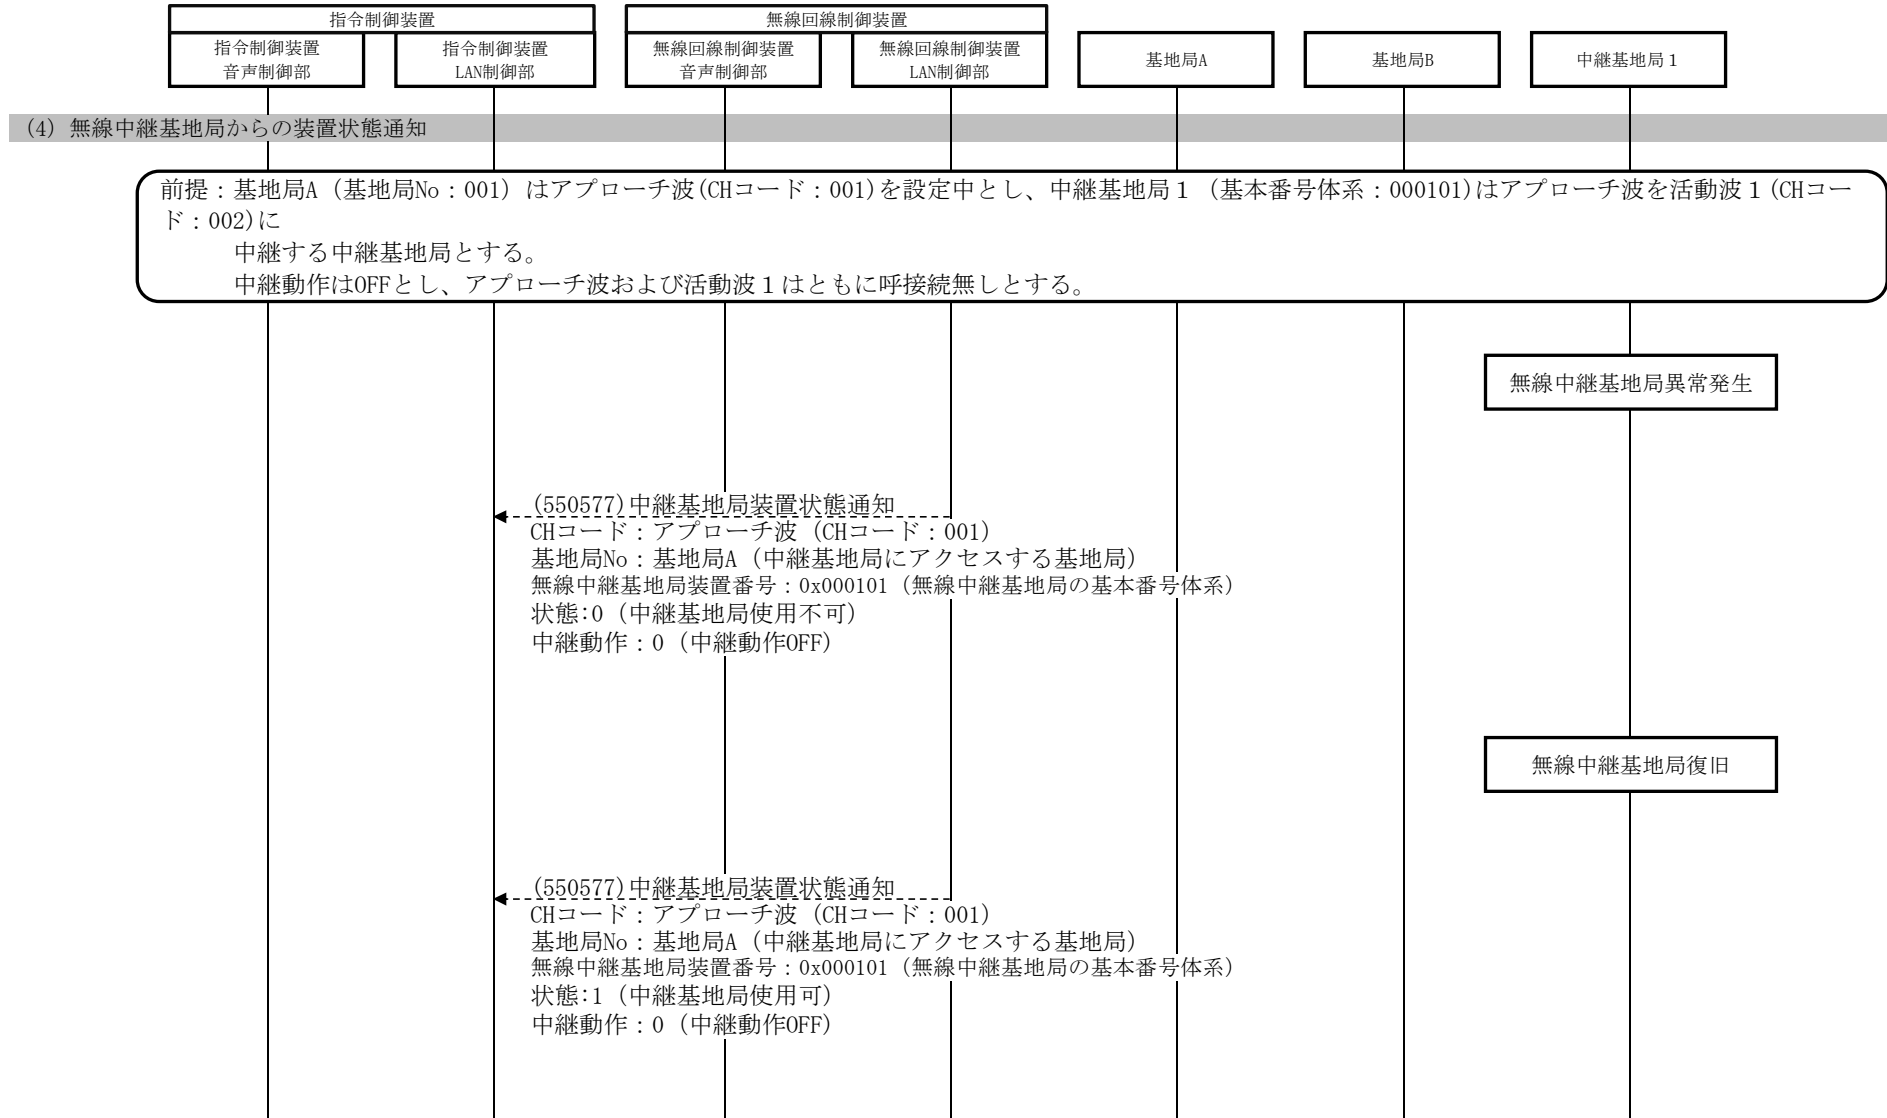 指令制御装置
無線回線制御装置
指令制御装置
音声制御部
指令制御装置
LAN制御部
無線回線制御装置
音声制御部
無線回線制御装置
LAN制御部
基地局A
基地局B
中継基地局１
(4) 無線中継基地局からの装置状態通知
前提：基地局A（基地局No：001）はアプローチ波(CHコード：001)を設定中とし、中継基地局１（基本番号体系：000101)はアプローチ波を活動波１(CHコー
ド：002)に
中継する中継基地局とする。
中継動作はOFFとし、アプローチ波および活動波１はともに呼接続無しとする。
無線中継基地局異常発生
(550577)中継基地局装置状態通知
CHコード：アプローチ波（CHコード：001）
基地局No：基地局A（中継基地局にアクセスする基地局）
無線中継基地局装置番号：0x000101（無線中継基地局の基本番号体系）
状態:0（中継基地局使用不可）
中継動作：0（中継動作OFF）
無線中継基地局復旧
(550577)中継基地局装置状態通知
CHコード：アプローチ波（CHコード：001）
基地局No：基地局A（中継基地局にアクセスする基地局）
無線中継基地局装置番号：0x000101（無線中継基地局の基本番号体系）
状態:1（中継基地局使用可）
中継動作：0（中継動作OFF）